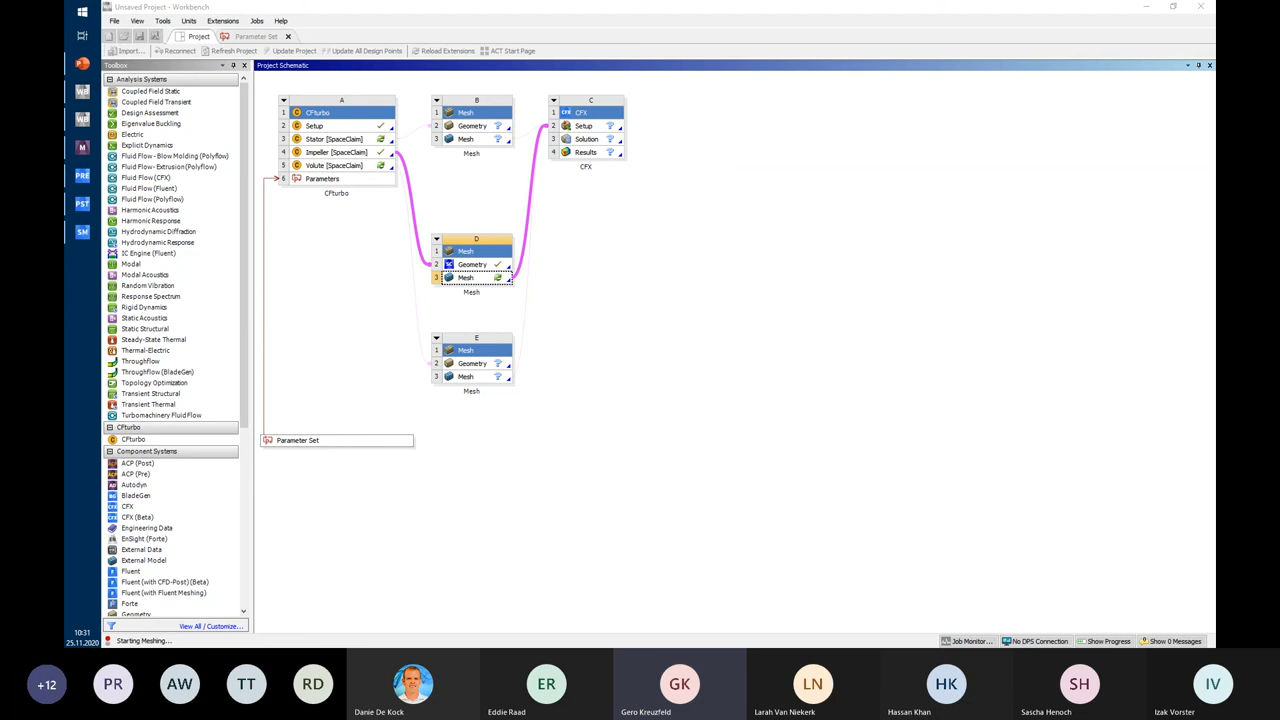 Unsaved Project - Workbench
File View Tools Units Extensions Jobs Help
Project Parameter Set
Import... Reconnect Refresh Project Update Project Update All Design Points Reload Extensions ACT Start Page
Toolbox
Analysis Systems
Coupled Field Static
Coupled Field Transient
Design Assessment
Eigenvalue Buckling
Electric
Explicit Dynamics
Fluid Flow - Blow Molding (Polyflow)
Fluid Flow - Extrusion (Polyflow)
Fluid Flow (CFX)
Fluid Flow (Fluent)
Fluid Flow (Polyflow)
Harmonic Acoustics
Harmonic Response
Hydrodynamic Diffraction
Hydrodynamic Response
IC Engine (Fluent)
Modal
Modal Acoustics
Random Vibration
Response Spectrum
Rigid Dynamics
Static Acoustics
Static Structural
Steady-State Thermal
Thermal-Electric
Throughflow
Throughflow (BladeGen)
Topology Optimization
Transient Structural
Transient Thermal
Turbomachinery Fluid Flow
CFturbo
CFturbo
Component Systems
ACP (Post)
ACP (Pre)
Autodyn
BladeGen
CFX
CFX (Beta)
Engineering Data
EnSight (Forte)
External Data
External Model
Fluent
Fluent (with CFD-Post) (Beta)
Fluent (with Fluent Meshing)
Forte
Geometry
View All / Customize...
Project Schematic
A
1 CFturbo
2 Setup
3 Stator [SpaceClaim]
4 Impeller [SpaceClaim]
5 Volute [SpaceClaim]
6 Parameters
CFturbo
B
1 Mesh
2 Geometry ?
3 Mesh ?
Mesh
C
1 CFX
2 Setup ?
3 Solution ?
4 Results ?
CFX
D
1 Mesh
2 Geometry
3 Mesh
Mesh
E
1 Mesh
2 Geometry ?
3 Mesh ?
Mesh
Parameter Set
WB
WB
M
PRE
PST
SM
10:31
25.11.2020
Starting Meshing...
Job Monitor... No DPS Connection Show Progress Show 0 Messages
+12 PR AW TT RD ER GK LN HK SH IV
Danie De Kock Eddie Raad Gero Kreuzfeld Larah Van Niekerk Hassan Khan Sascha Henoch Izak Vorster